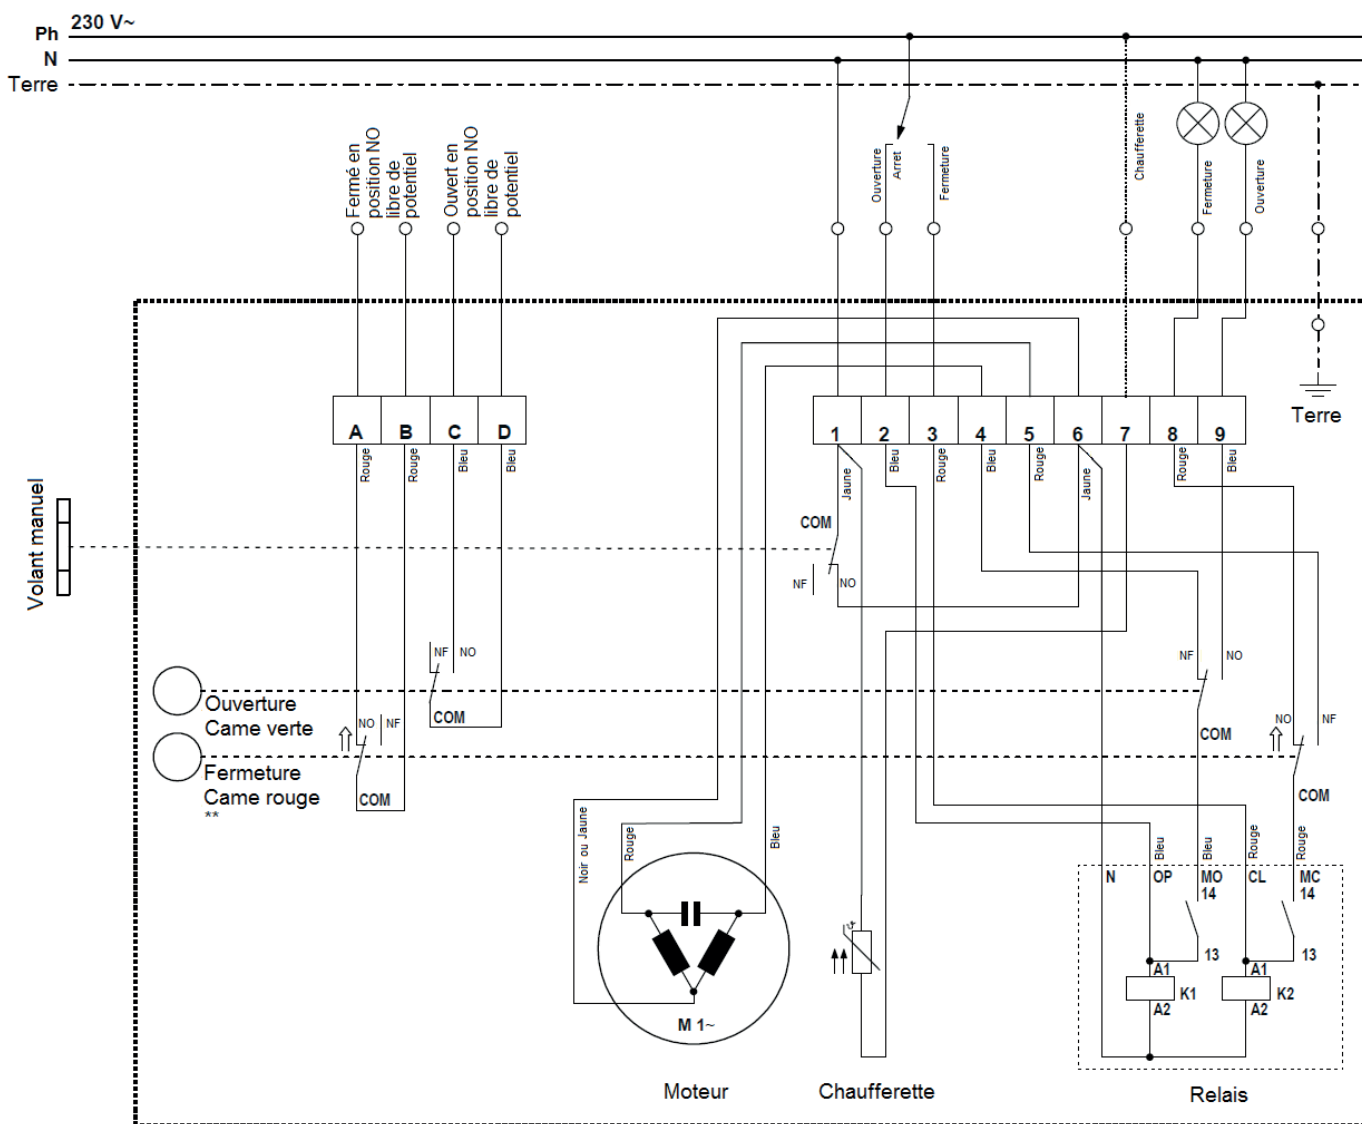 230 V~
Ph
N
Terre
Fermé en
position NO
libre de
potentiel
Ouvert en
position NO
libre de
potentiel
Ouverture
Arret
Fermeture
Chaufferette
Fermeture
Ouverture
Terre
A
B
C
D
1
2
3
4
5
6
7
8
9
Rouge
Rouge
Bleu
Bleu
Jaune
Bleu
Rouge
Bleu
Rouge
Jaune
Rouge
Bleu
Volant manuel
COM
NF
NO
NF
NO
COM
NF
NO
COM
Ouverture
Came verte
NO
NF
COM
NO
NF
COM
Fermeture
Came rouge
**
Noir ou Jaune
Rouge
Bleu
Bleu
Bleu
Rouge
Rouge
N
OP
MO
CL
MC
14
14
13
13
A1
K1
A2
A1
K2
A2
M 1~
Moteur
Chaufferette
Relais